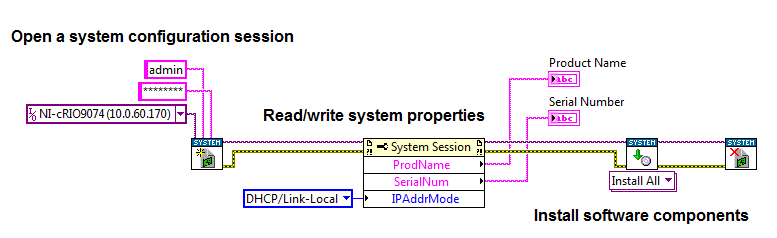 Open a system configuration session
admin
********
NI-cRIO9074 (10.0.60.170)
Read/write system properties
Product Name
abc
Serial Number
abc
SYSTEM
System Session
ProdName
SerialNum
DHCP/Link-Local
IPAddrMode
SYSTEM
Install All
SYSTEM
Install software components